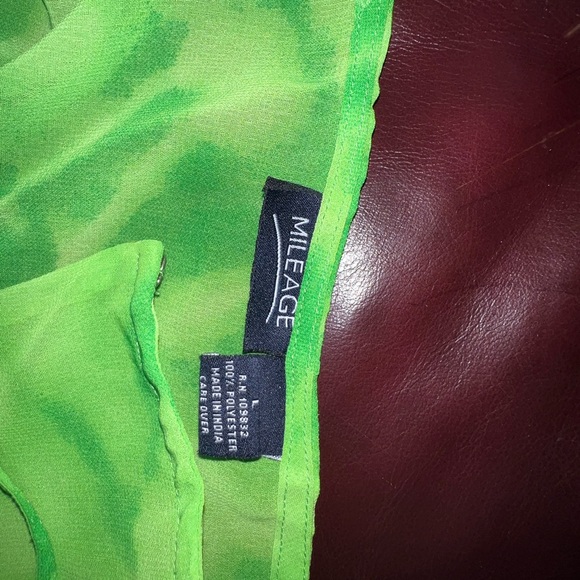 MILEAGE
L
R.N. 109832
100% POLYESTER
MADE IN INDIA
CARE OVER